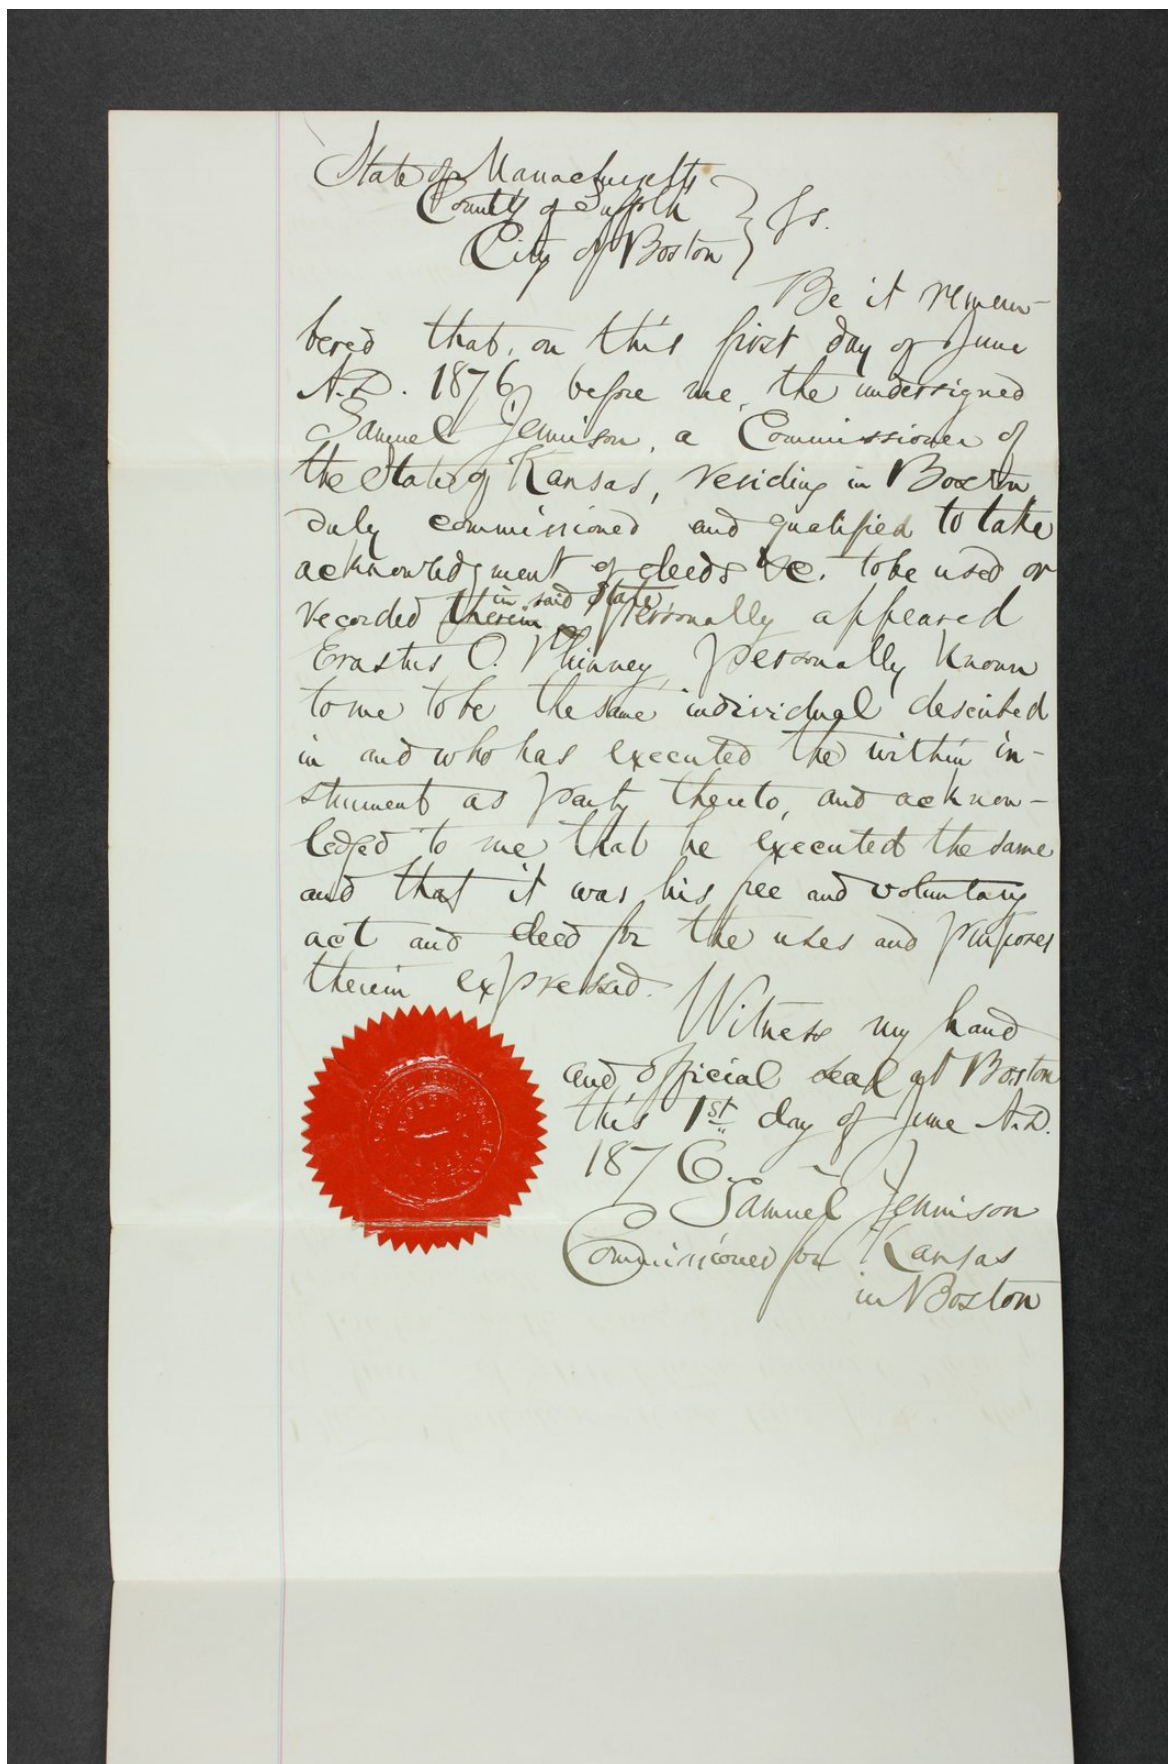 State of Massachusetts
County of Suffolk } Ss.
City of Boston
Be it remem-
bered that, on this first day of June
A.D. 1876, before me, the undersigned
Samuel Jennison, a Commissioner of
the State of Kansas, residing in Boston
duly commissioned and qualified to take
acknowledgment of deeds &c. to be used or
in said State
recorded therein, personally appeared
Erastus O. Phinney, personally known
to me to be the same individual described
in and who has executed the within in-
strument as party thereto, and acknow-
ledged to me that he executed the same
and that it was his free and voluntary
act and deed for the uses and purposes
therein expressed.
Witness my hand
and official seal at Boston
this 1st day of June A.D.
1876.
Samuel Jennison
Commissioner for Kansas
in Boston